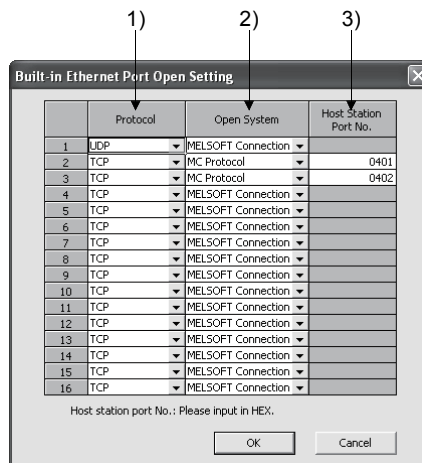 1) 2) 3)
Built-in Ethernet Port Open Setting
Protocol Open System Host Station
Port No.
1 UDP MELSOFT Connection
2 TCP MC Protocol 0401
3 TCP MC Protocol 0402
4 TCP MELSOFT Connection
5 TCP MELSOFT Connection
6 TCP MELSOFT Connection
7 TCP MELSOFT Connection
8 TCP MELSOFT Connection
9 TCP MELSOFT Connection
10 TCP MELSOFT Connection
11 TCP MELSOFT Connection
12 TCP MELSOFT Connection
13 TCP MELSOFT Connection
14 TCP MELSOFT Connection
15 TCP MELSOFT Connection
16 TCP MELSOFT Connection
Host station port No.: Please input in HEX.
OK Cancel